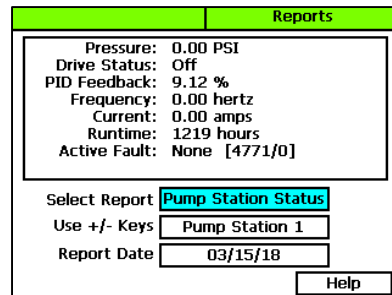 Reports
Pressure: 0.00 PSI
Drive Status: Off
PID Feedback: 9.12 %
Frequency: 0.00 hertz
Current: 0.00 amps
Runtime: 1219 hours
Active Fault: None [4771/0]
Select Report Pump Station Status
Use +/- Keys Pump Station 1
Report Date 03/15/18
Help